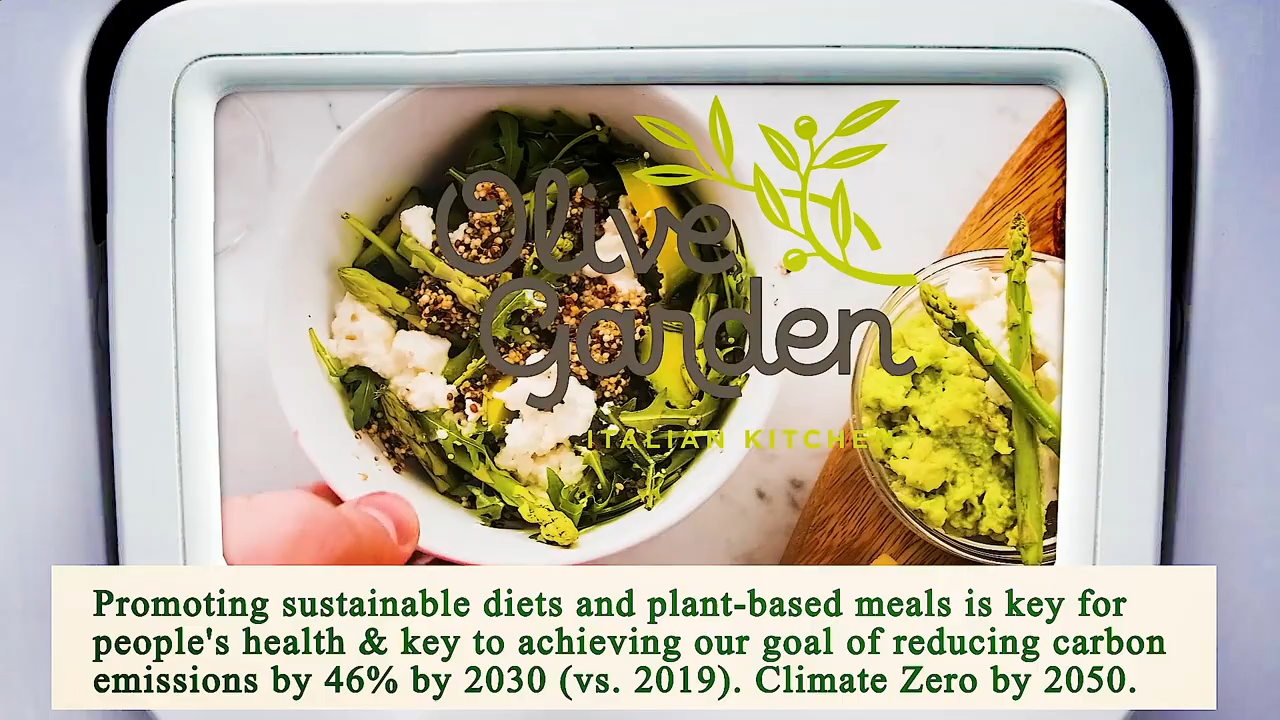 Olive
Garden
ITALIAN KITCHEN
Promoting sustainable diets and plant-based meals is key for
people's health & key to achieving our goal of reducing carbon
emissions by 46% by 2030 (vs. 2019). Climate Zero by 2050.